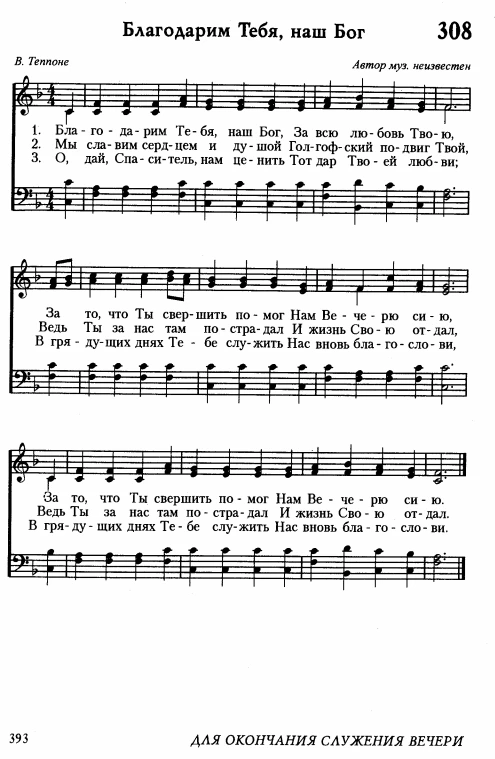 Благодарим Тебя, наш Бог 308
В. Теппоне
Автор муз. неизвестен
1. Бла - го - да - рим Те - бя, наш Бог, За всю лю - бовь Тво - ю,
2. Мы сла - вим серд - цем и ду - шой Гол - гоф - ский по - двиг Твой,
3. О, дай, Спа - си - тель, нам це - нить Тот дар Тво - ей люб - ви;
За то, что Ты свер - шить по - мог Нам Ве - че - рю си - ю,
Ведь Ты за нас там по - стра - дал И жизнь Сво - ю от - дал,
В гря - ду - щих днях Те - бе слу - жить Нас вновь бла - го - сло - ви,
За то, что Ты свершить по - мог Нам Ве - че - рю си - ю.
Ведь Ты за нас там по - стра - дал И жизнь Сво - ю от - дал.
В гря - ду - щих днях Те - бе слу - жить Нас вновь бла - го - сло - ви.
393 ДЛЯ ОКОНЧАНИЯ СЛУЖЕНИЯ ВЕЧЕРИ